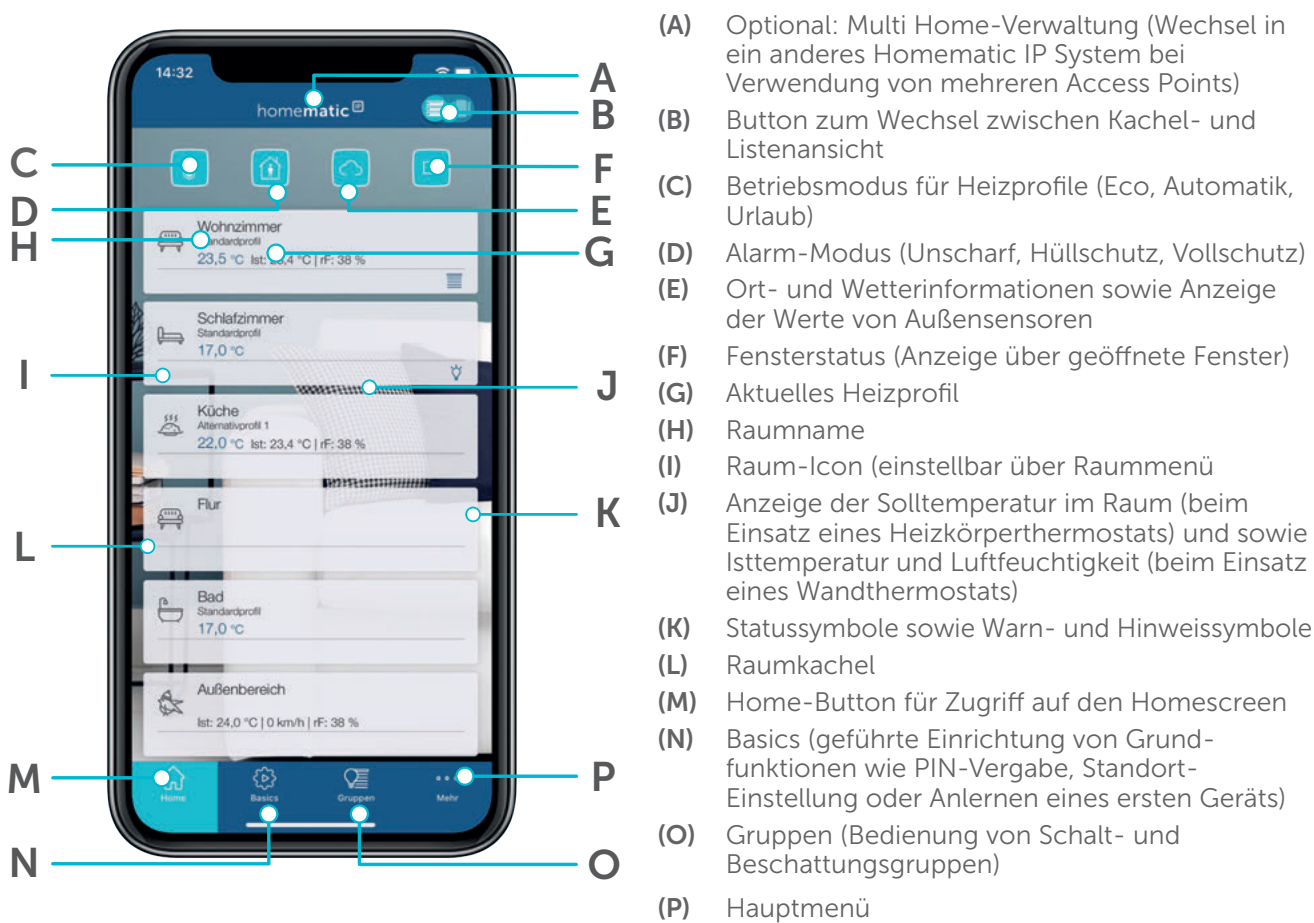 14:32
homematic IP
A
B
C
D
H
F
E
G
Wohnzimmer
Standardprofil
23,5 °C Ist: 23,4 °C | rF: 38 %
Schlafzimmer
Standardprofil
17,0 °C
I
J
Küche
Alternativprofil 1
22,0 °C Ist: 23,4 °C | rF: 38 %
Flur
K
L
Bad
Standardprofil
17,0 °C
Außenbereich
Ist: 24,0 °C | 0 km/h | rF: 38 %
M
P
Home
Basics
Gruppen
Mehr
N
O
(A) Optional: Multi Home-Verwaltung (Wechsel in
ein anderes Homematic IP System bei
Verwendung von mehreren Access Points)
(B) Button zum Wechsel zwischen Kachel- und
Listenansicht
(C) Betriebsmodus für Heizprofile (Eco, Automatik,
Urlaub)
(D) Alarm-Modus (Unscharf, Hüllschutz, Vollschutz)
(E) Ort- und Wetterinformationen sowie Anzeige
der Werte von Außensensoren
(F) Fensterstatus (Anzeige über geöffnete Fenster)
(G) Aktuelles Heizprofil
(H) Raumname
(I) Raum-Icon (einstellbar über Raummenü
(J) Anzeige der Solltemperatur im Raum (beim
Einsatz eines Heizkörperthermostats) und sowie
Isttemperatur und Luftfeuchtigkeit (beim Einsatz
eines Wandthermostats)
(K) Statussymbole sowie Warn- und Hinweissymbole
(L) Raumkachel
(M) Home-Button für Zugriff auf den Homescreen
(N) Basics (geführte Einrichtung von Grund-
funktionen wie PIN-Vergabe, Standort-
Einstellung oder Anlernen eines ersten Geräts)
(O) Gruppen (Bedienung von Schalt- und
Beschattungsgruppen)
(P) Hauptmenü